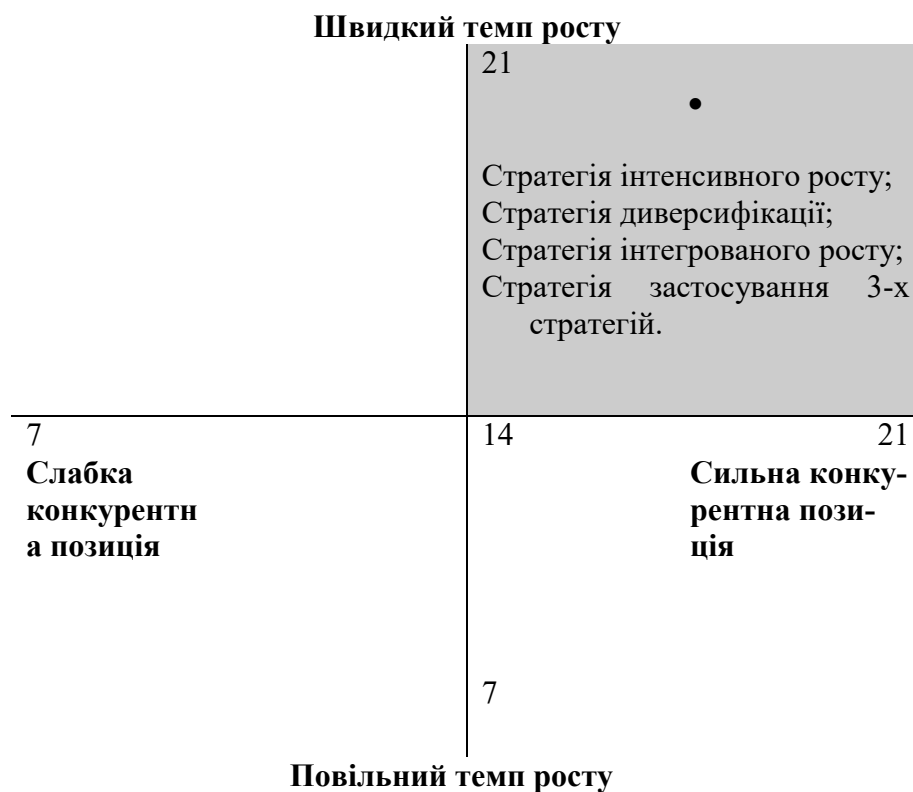 Швидкий темп росту
21
•
Стратегія інтенсивного росту;
Стратегія диверсифікації;
Стратегія інтегрованого росту;
Стратегія застосування 3-х
стратегій.
7
14
21
Слабка
конкурентн
а позиція
Сильна конку-
рентна пози-
ція
7
Повільний темп росту